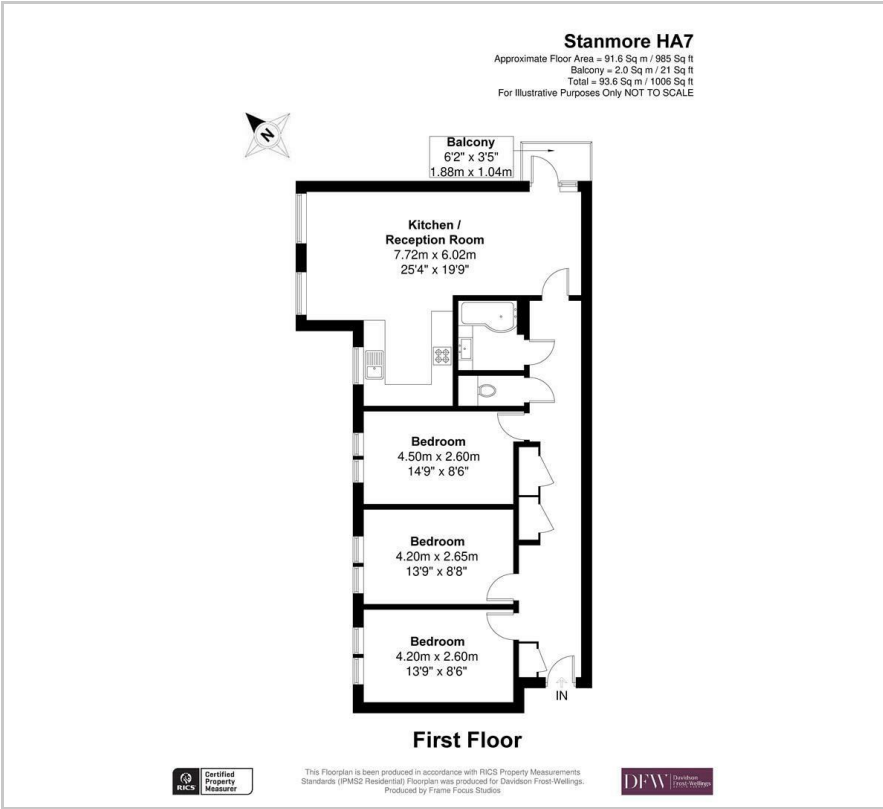 Stanmore HA7
Approximate Floor Area = 91.6 Sq m / 985 Sq ft
Balcony = 2.0 Sq m / 21 Sq ft
Total = 93.6 Sq m / 1006 Sq ft
For Illustrative Purposes Only NOT TO SCALE
N
Balcony
6'2" x 3'5"
1.88m x 1.04m
Kitchen /
Reception Room
7.72m x 6.02m
25'4" x 19'9"
Bedroom
4.50m x 2.60m
14'9" x 8'6"
Bedroom
4.20m x 2.65m
13'9" x 8'8"
Bedroom
4.20m x 2.60m
13'9" x 8'6"
IN
First Floor
RICS
Certified
Property
Measurer
This Floorplan is been produced in accordance with RICS Property Measurements
Standards (IPMS2 Residential) Floorplan was produced for Davidson Frost-Wellings.
Produced by Frame Focus Studios
DFW
Davidson
Frost-Wellings